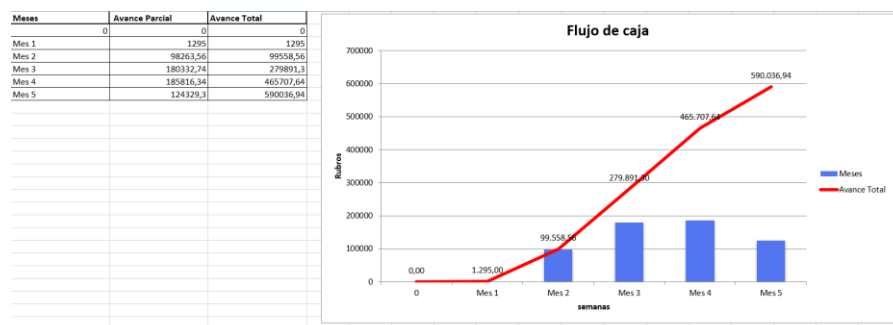 Meses Avance Parcial Avance Total
0 0 0
Mes 1 1295 1295
Mes 2 98263,56 99558,56
Mes 3 180332,74 279891,3
Mes 4 185816,34 465707,64
Mes 5 124329,3 590036,94
Flujo de caja
Rubros
700000
600000
500000
400000
300000
200000
100000
0
0,00
1.295,00
99.558,56
279.891,30
465.707,64
590.036,94
0 Mes 1 Mes 2 Mes 3 Mes 4 Mes 5
semanas
Meses
Avance Total